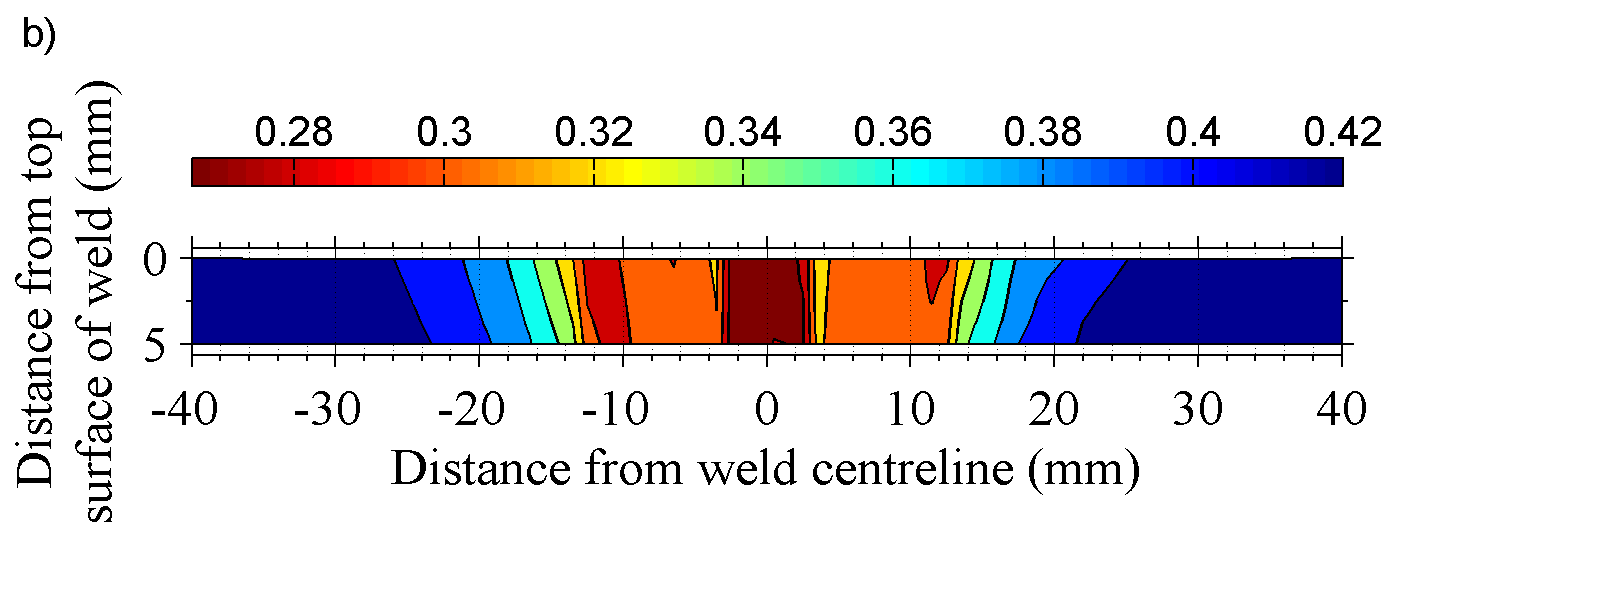 b)
0.28 0.3 0.32 0.34 0.36 0.38 0.4 0.42
Distance from top
surface of weld (mm)
0
5
-40 -30 -20 -10 0 10 20 30 40
Distance from weld centreline (mm)